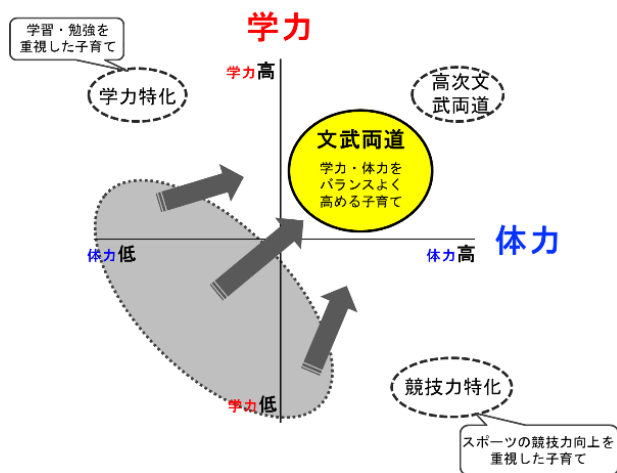 学力
学習・勉強を
重視した子育て
学力高
学力特化
高次文
武両道
文武両道
学力・体力を
バランスよく
高める子育て
体力
体力低
体力高
学力低
競技力特化
スポーツの競技力向上を
重視した子育て